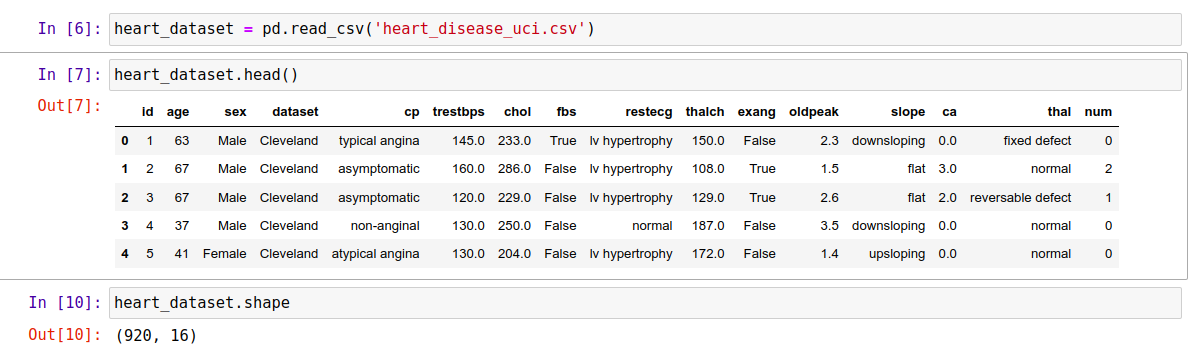 In [6]: heart_dataset = pd.read_csv('heart_disease_uci.csv')
In [7]: heart_dataset.head()
Out[7]:
id age sex dataset cp trestbps chol fbs restecg thalch exang oldpeak slope ca thal num
0 1 63 Male Cleveland typical angina 145.0 233.0 True lv hypertrophy 150.0 False 2.3 downsloping 0.0 fixed defect 0
1 2 67 Male Cleveland asymptomatic 160.0 286.0 False lv hypertrophy 108.0 True 1.5 flat 3.0 normal 2
2 3 67 Male Cleveland asymptomatic 120.0 229.0 False lv hypertrophy 129.0 True 2.6 flat 2.0 reversable defect 1
3 4 37 Male Cleveland non-anginal 130.0 250.0 False normal 187.0 False 3.5 downsloping 0.0 normal 0
4 5 41 Female Cleveland atypical angina 130.0 204.0 False lv hypertrophy 172.0 False 1.4 upsloping 0.0 normal 0
In [10]: heart_dataset.shape
Out[10]: (920, 16)